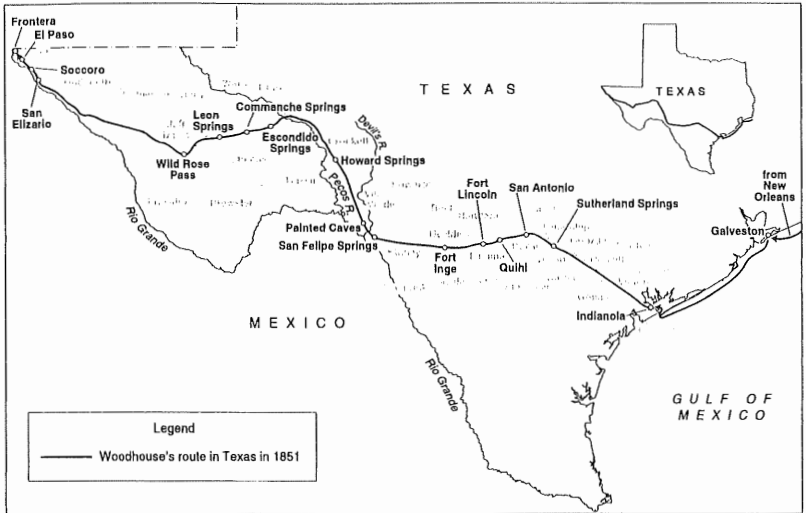 Frontera
El Paso
Soccoro
San
Elizario
Leon
Springs
Commanche Springs
Escondido
Springs
Wild Rose
Pass
TEXAS
TEXAS
Devil's R.
Howard Springs
Pecos R.
Rio Grande
Painted Caves
San Felipe Springs
Fort
Lincoln
San Antonio
Sutherland Springs
Fort
Inge
Quihi
from
New
Orleans
Galveston
Indianola
MEXICO
Rio Grande
GULF OF
MEXICO
Legend
Woodhouse's route in Texas in 1851